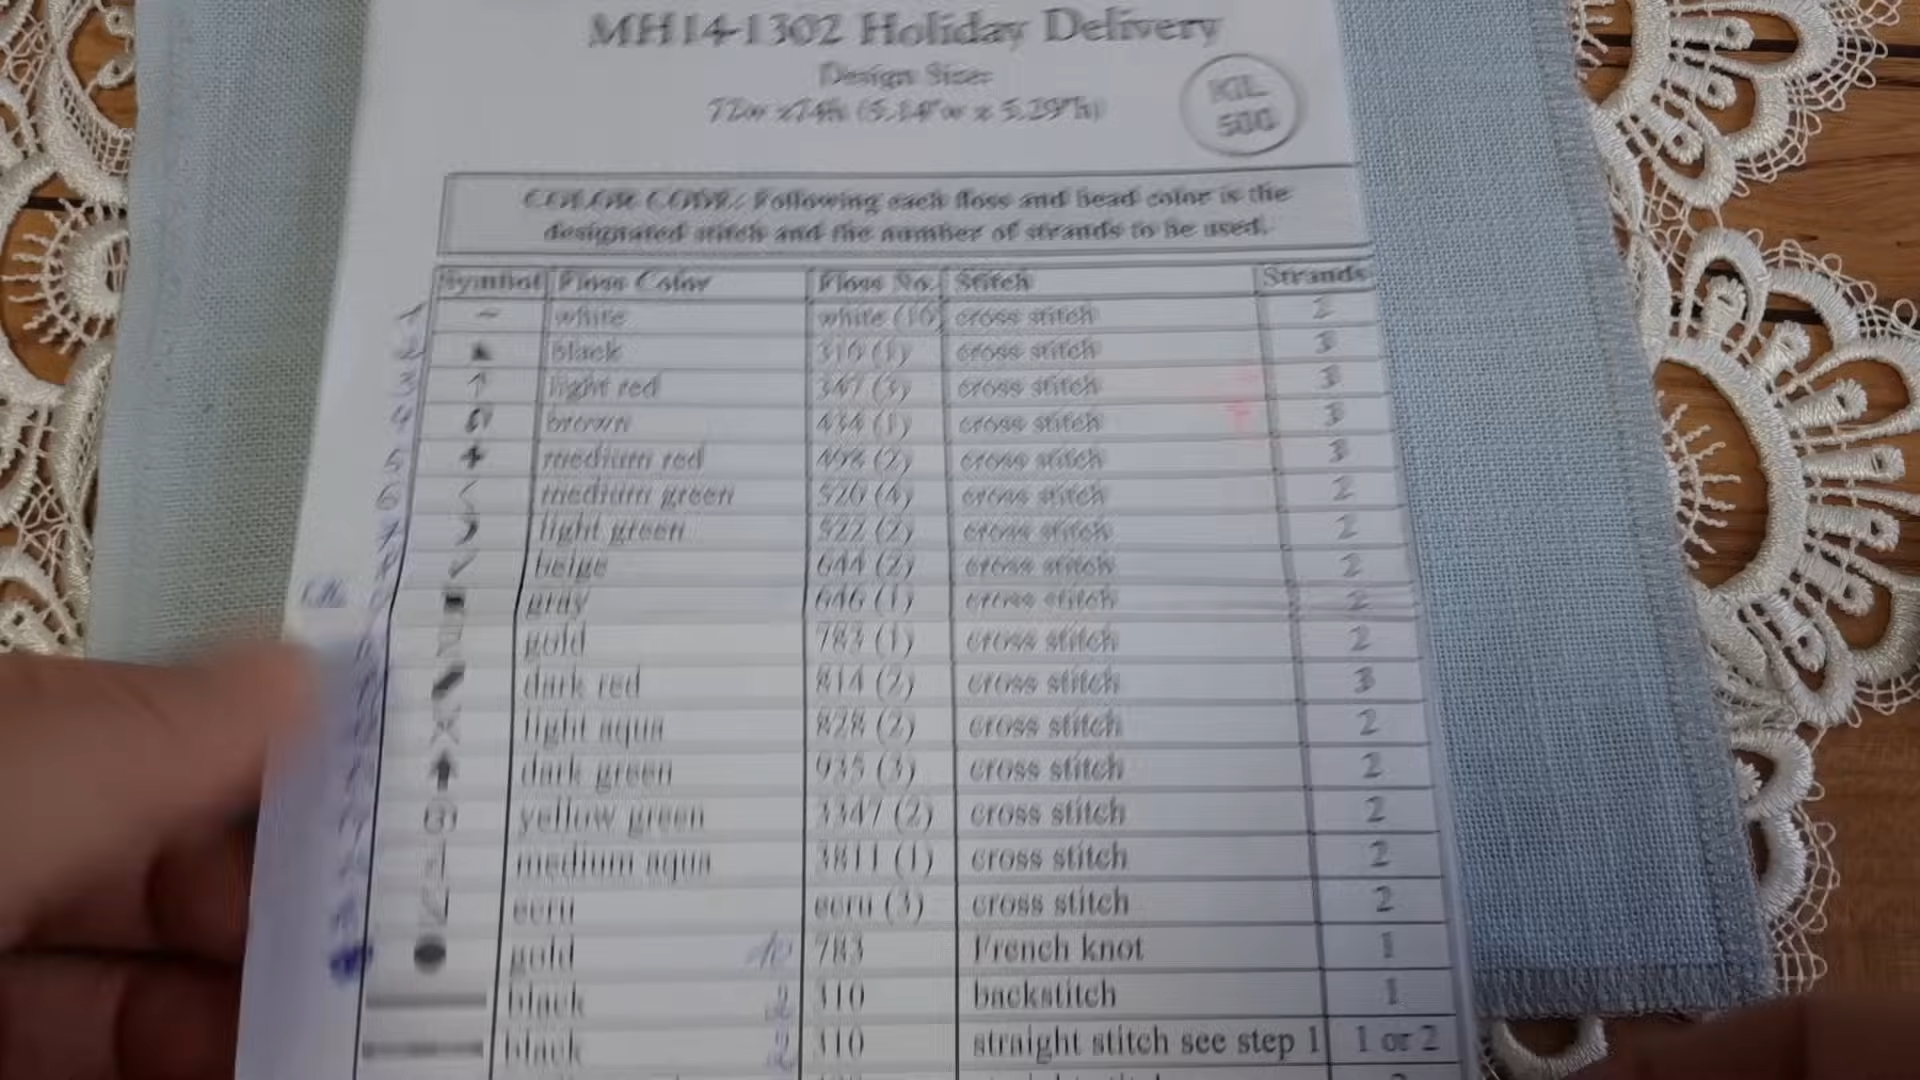 MH14-1302 Holiday Delivery
Design Size:
72w x 74h (5.14"w x 5.29"h)
KIL
500
COLOR CODE: Following each floss and bead color is the
designated stitch and the number of strands to be used.
Symbol Floss Color Floss No. Stitch Strands
white white (10) cross stitch 2
black 310 (1) cross stitch 3
light red 347 (3) cross stitch 3
brown 434 (1) cross stitch 3
medium red 498 (2) cross stitch 3
medium green 520 (4) cross stitch 2
light green 522 (2) cross stitch 2
beige 644 (2) cross stitch 2
gray 646 (1) cross stitch 2
gold 783 (1) cross stitch 2
dark red 814 (2) cross stitch 3
light aqua 828 (2) cross stitch 2
dark green 935 (3) cross stitch 2
yellow green 3347 (2) cross stitch 2
medium aqua 3811 (1) cross stitch 2
ecru ecru (3) cross stitch 2
gold 783 French knot 1
black 2 310 backstitch 1
black 2 310 straight stitch see step 1 1 or 2